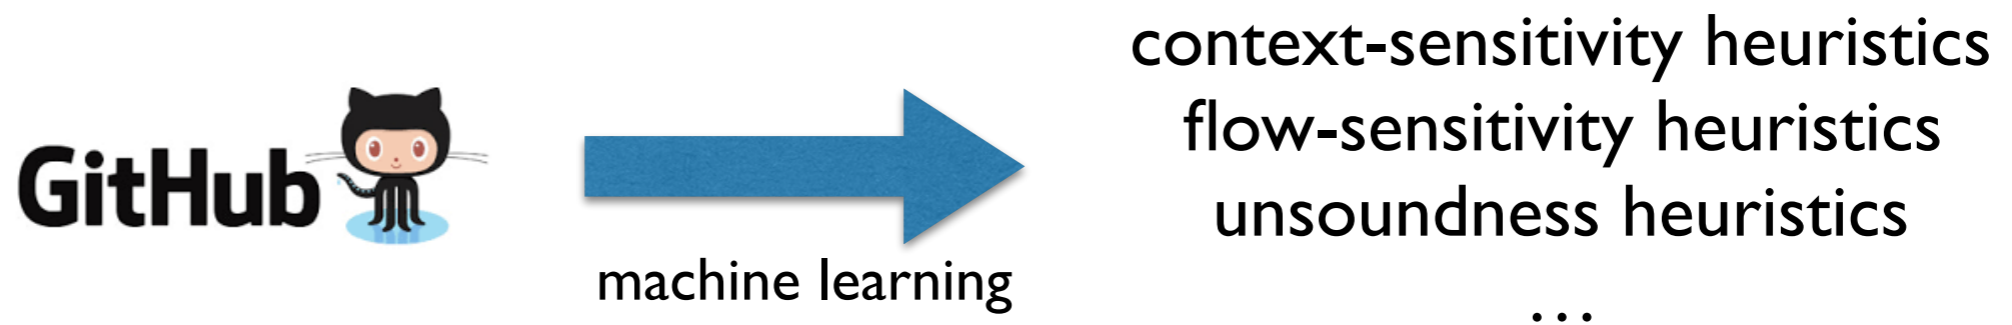 GitHub
machine learning
context-sensitivity heuristics
flow-sensitivity heuristics
unsoundness heuristics
...